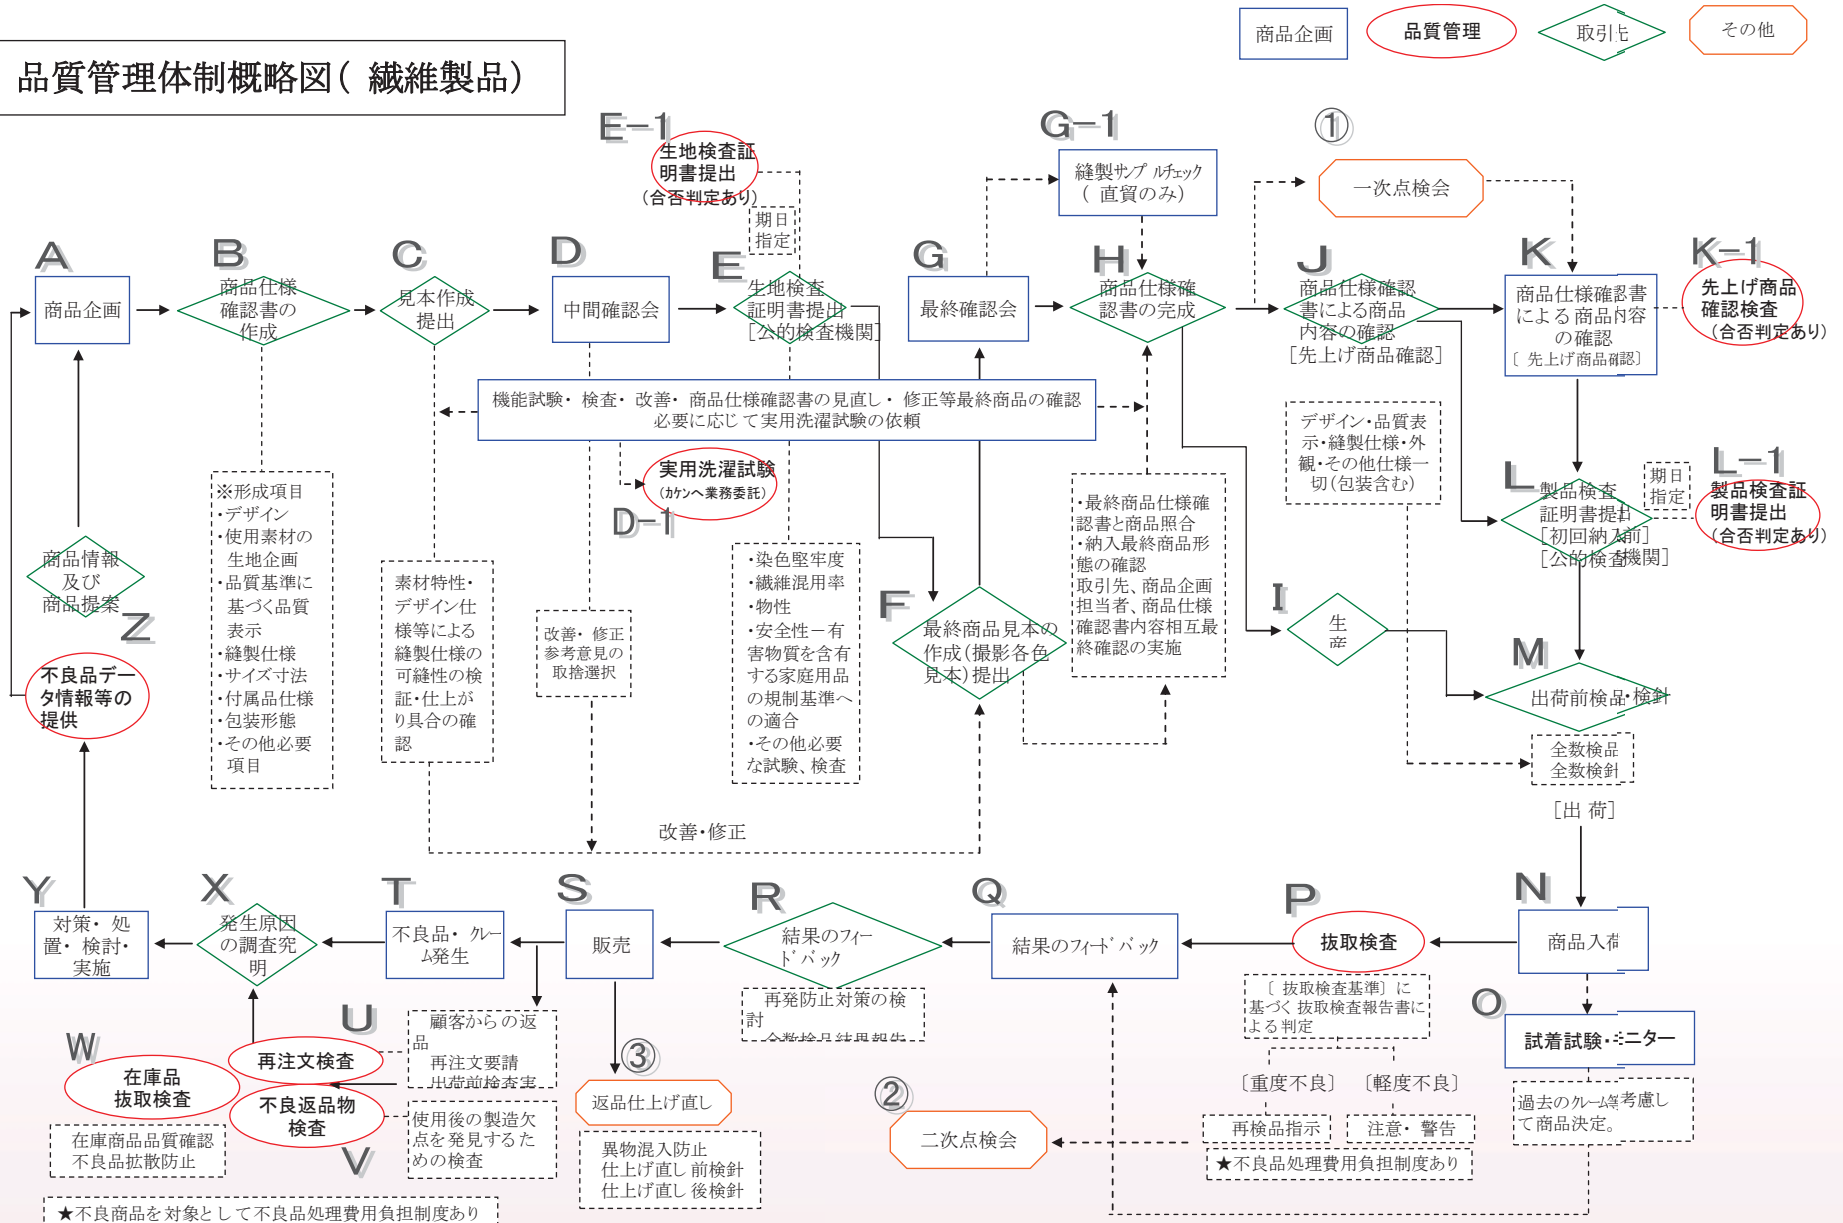 商品企画
品質管理
取引先
その他
品質管理体制概略図( 繊維製品)
E-1
生地検査証
明書提出
(合否判定あり)
期日
指定
G-1
縫製サンプルチェック
( 直貿のみ)
①
一次点検会
A
商品企画
B
商品仕様
確認書の
作成
C
見本作成
提出
D
中間確認会
E
生地検査
証明書提出
[公的検査機関]
G
最終確認会
H
商品仕様確
認書の完成
J
商品仕様確認
書による商品
内容の確認
[先上げ商品確認]
K
商品仕様確認書
による商品内容
の確認
〔 先上げ商品確認〕
K-1
先上げ商品
確認検査
(合否判定あり)
機能試験・ 検査・ 改善・ 商品仕様確認書の見直し・ 修正等最終商品の確認
必要に応じて実用洗濯試験の依頼
実用洗濯試験
(カケンへ業務委託)
D-1
※形成項目
・デザイン
・使用素材の
生地企画
・品質基準に
基づく品質
表示
・縫製仕様
・サイズ寸法
・付属品仕様
・包装形態
・その他必要
項目
素材特性・
デザイン仕
様等による
縫製仕様の
可縫性の検
証・仕上が
り具合の確
認
改善・ 修正
参考意見の
取捨選択
・染色堅牢度
・繊維混用率
・物性
・安全性－有
害物質を含有
する家庭用品
の規制基準へ
の適合
・その他必要
な試験、検査
F
最終商品見本の
作成(撮影各色
見本)提出
・最終商品仕様確
認書と商品照合
・納入最終商品形
態の確認
取引先、商品企画
担当者、商品仕様
確認書内容相互最
終確認の実施
デザイン・品質表
示・縫製仕様・外
観・その他仕様一
切(包装含む)
I
生
産
L
製品検査
証明書提出
[初回納入前]
[公的検査機関]
期日
指定
L-1
製品検査証
明書提出
(合否判定あり)
M
出荷前検品・検針
全数検品
全数検針
[出 荷]
改善・修正
商品情報
及び
商品提案
Z
不良品デー
タ情報等の
提供
Y
対策・ 処
置・ 検討・
実施
X
発生原因
の調査究
明
T
不良品・ クレー
ム発生
S
販売
R
結果のフィー
ドバック
再発防止対策の検
討
全数検品結果報告
Q
結果のフィードバック
P
抜取検査
〔 抜取検査基準〕に
基づく抜取検査報告書に
よる判定
〔重度不良〕
〔軽度不良〕
再検品指示
注意・ 警告
★不良品処理費用負担制度あり
N
商品入荷
O
試着試験・モニター
過去のクレーム等考慮し
て商品決定。
②
二次点検会
③
返品仕上げ直し
異物混入防止
仕上げ直し前検針
仕上げ直し後検針
U
再注文検査
顧客からの返
品
再注文要請
出荷前検査実
W
在庫品
抜取検査
不良返品物
検査
V
使用後の製造欠
点を発見するた
めの検査
在庫商品品質確認
不良品拡散防止
★不良商品を対象として不良品処理費用負担制度あり